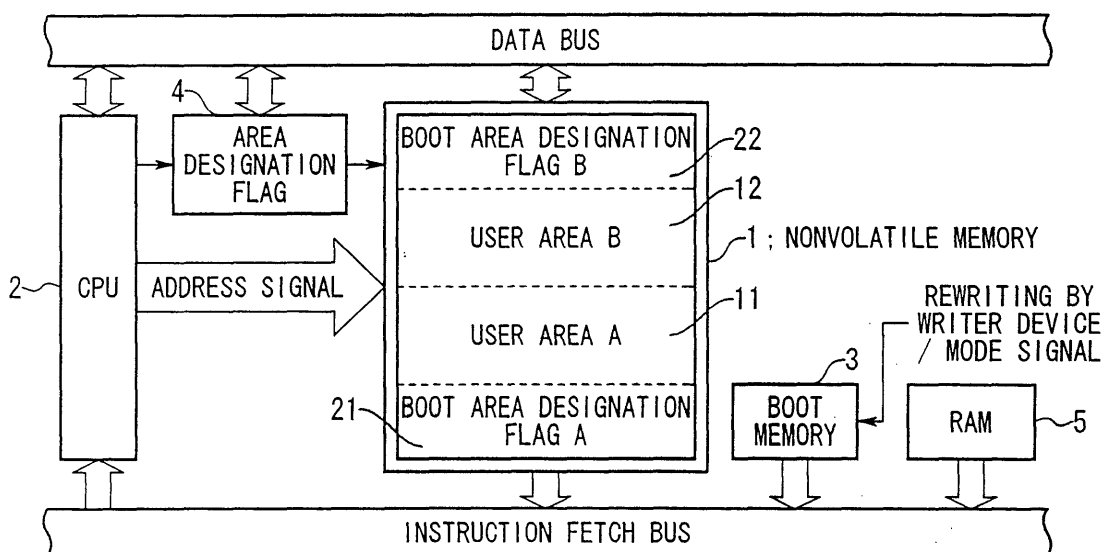 DATA BUS
4
AREA
DESIGNATION
FLAG
BOOT AREA DESIGNATION
FLAG B
22
12
USER AREA B
1 ; NONVOLATILE MEMORY
2
CPU
ADDRESS SIGNAL
11
USER AREA A
REWRITING BY
WRITER DEVICE
/ MODE SIGNAL
3
21
BOOT AREA DESIGNATION
FLAG A
BOOT
MEMORY
RAM
5
INSTRUCTION FETCH BUS